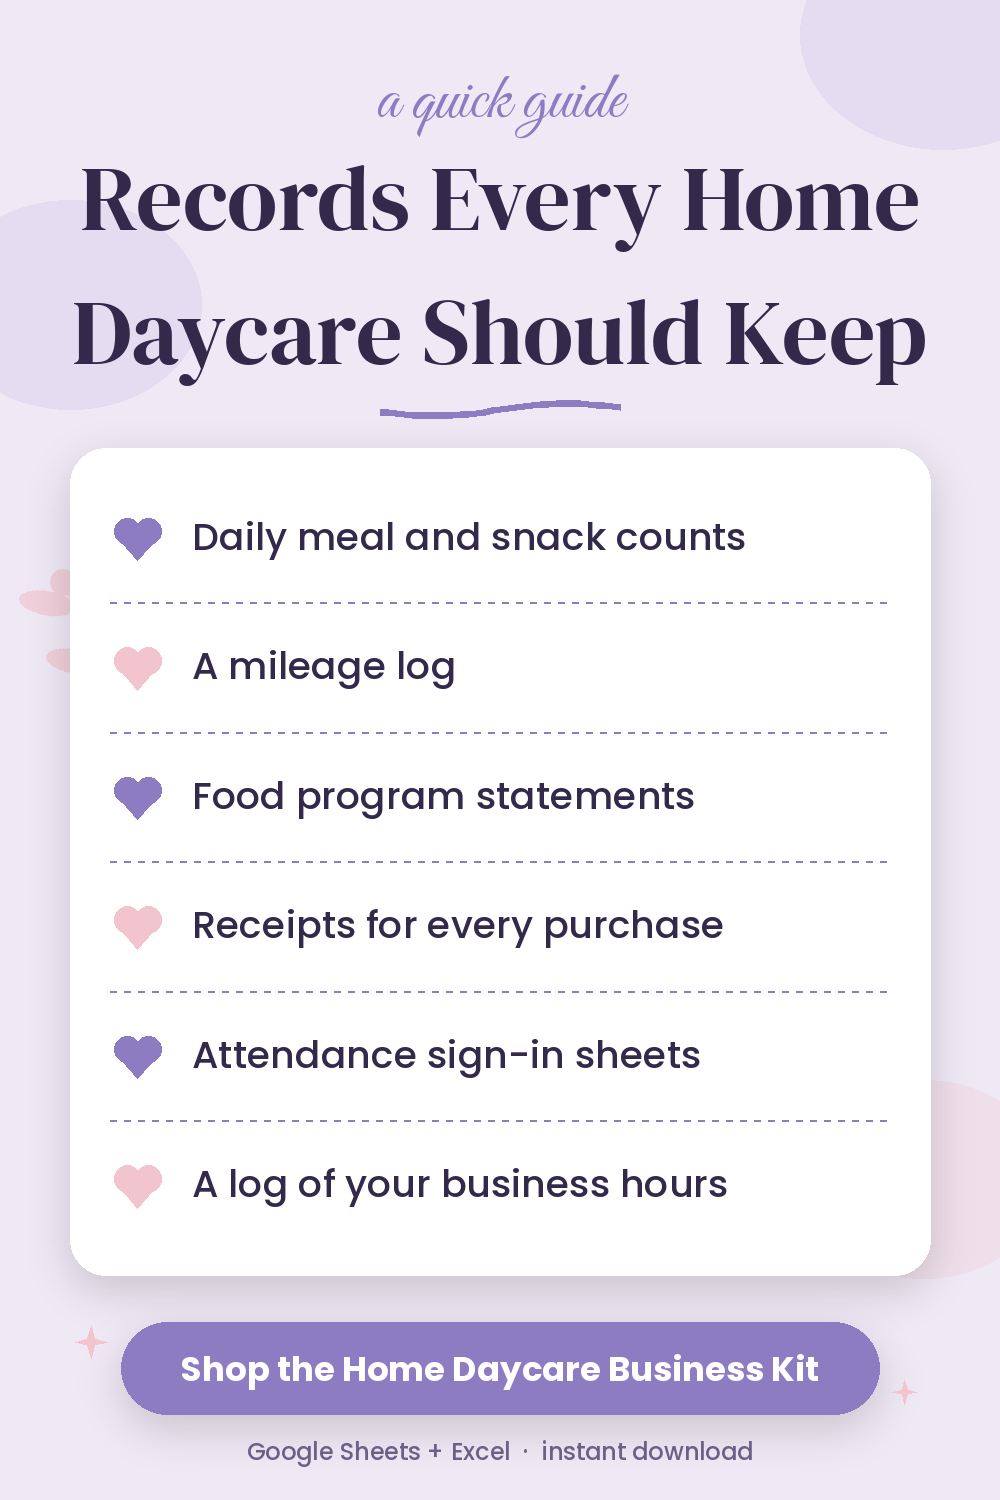 a quick guide
Records Every Home
Daycare Should Keep
Daily meal and snack counts
A mileage log
Food program statements
Receipts for every purchase
Attendance sign-in sheets
A log of your business hours
Shop the Home Daycare Business Kit
Google Sheets + Excel · instant download